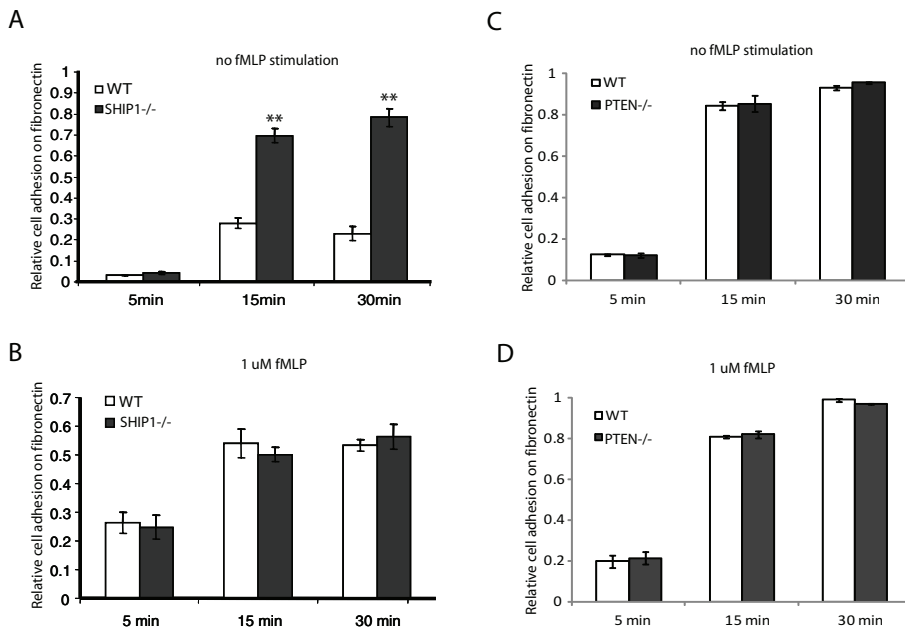 A
no fMLP stimulation
Relative cell adhesion on fibronectin
1
0.9
0.8
0.7
0.6
0.5
0.4
0.3
0.2
0.1
0
WT
SHIP1-/-
**
**
5min
15min
30min
B
1 uM fMLP
Relative cell adhesion on fibronectin
0.7
0.6
0.5
0.4
0.3
0.2
0.1
0
WT
SHIP1-/-
5 min
15 min
30 min
C
no fMLP stimulation
Relative cell adhesion on fibronectin
1
0.8
0.6
0.4
0.2
0
WT
PTEN-/-
5 min
15 min
30 min
D
1 uM fMLP
Relative cell adhesion on fibronectin
1
0.8
0.6
0.4
0.2
0
WT
PTEN-/-
5 min
15 min
30 min